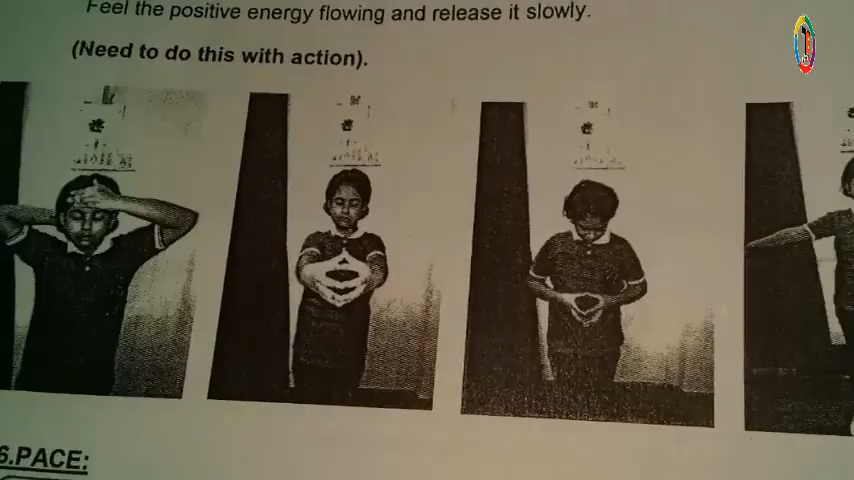 Feel the positive energy flowing and release it slowly.
(Need to do this with action).
6.PACE: